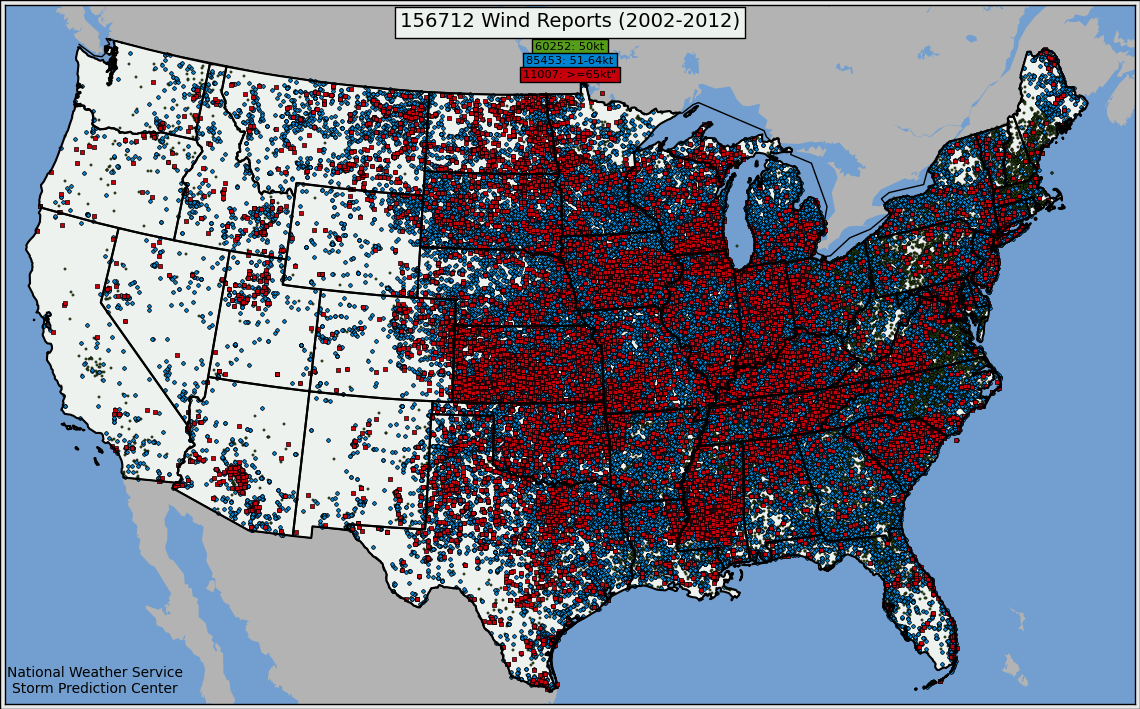 156712 Wind Reports (2002-2012)
60252: 50kt
85453: 51-64kt
11007: >=65kt"
National Weather Service
Storm Prediction Center